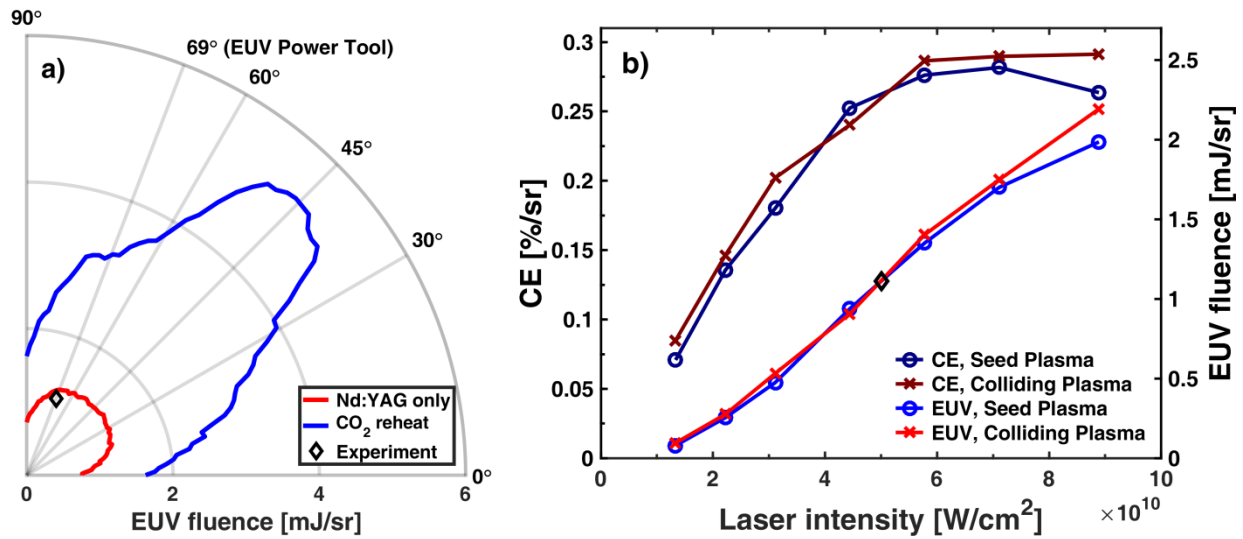 90°
69° (EUV Power Tool)
60°
a)
45°
30°
Nd:YAG only
CO2 reheat
Experiment
0°
0 2 4 6
EUV fluence [mJ/sr]
b)
0.3
0.25
0.2
0.15
0.1
0.05
0
CE [%/sr]
2.5
2
1.5
1
0.5
0
EUV fluence [mJ/sr]
CE, Seed Plasma
CE, Colliding Plasma
EUV, Seed Plasma
EUV, Colliding Plasma
0 2 4 6 8 10
×10^10
Laser intensity [W/cm^2]